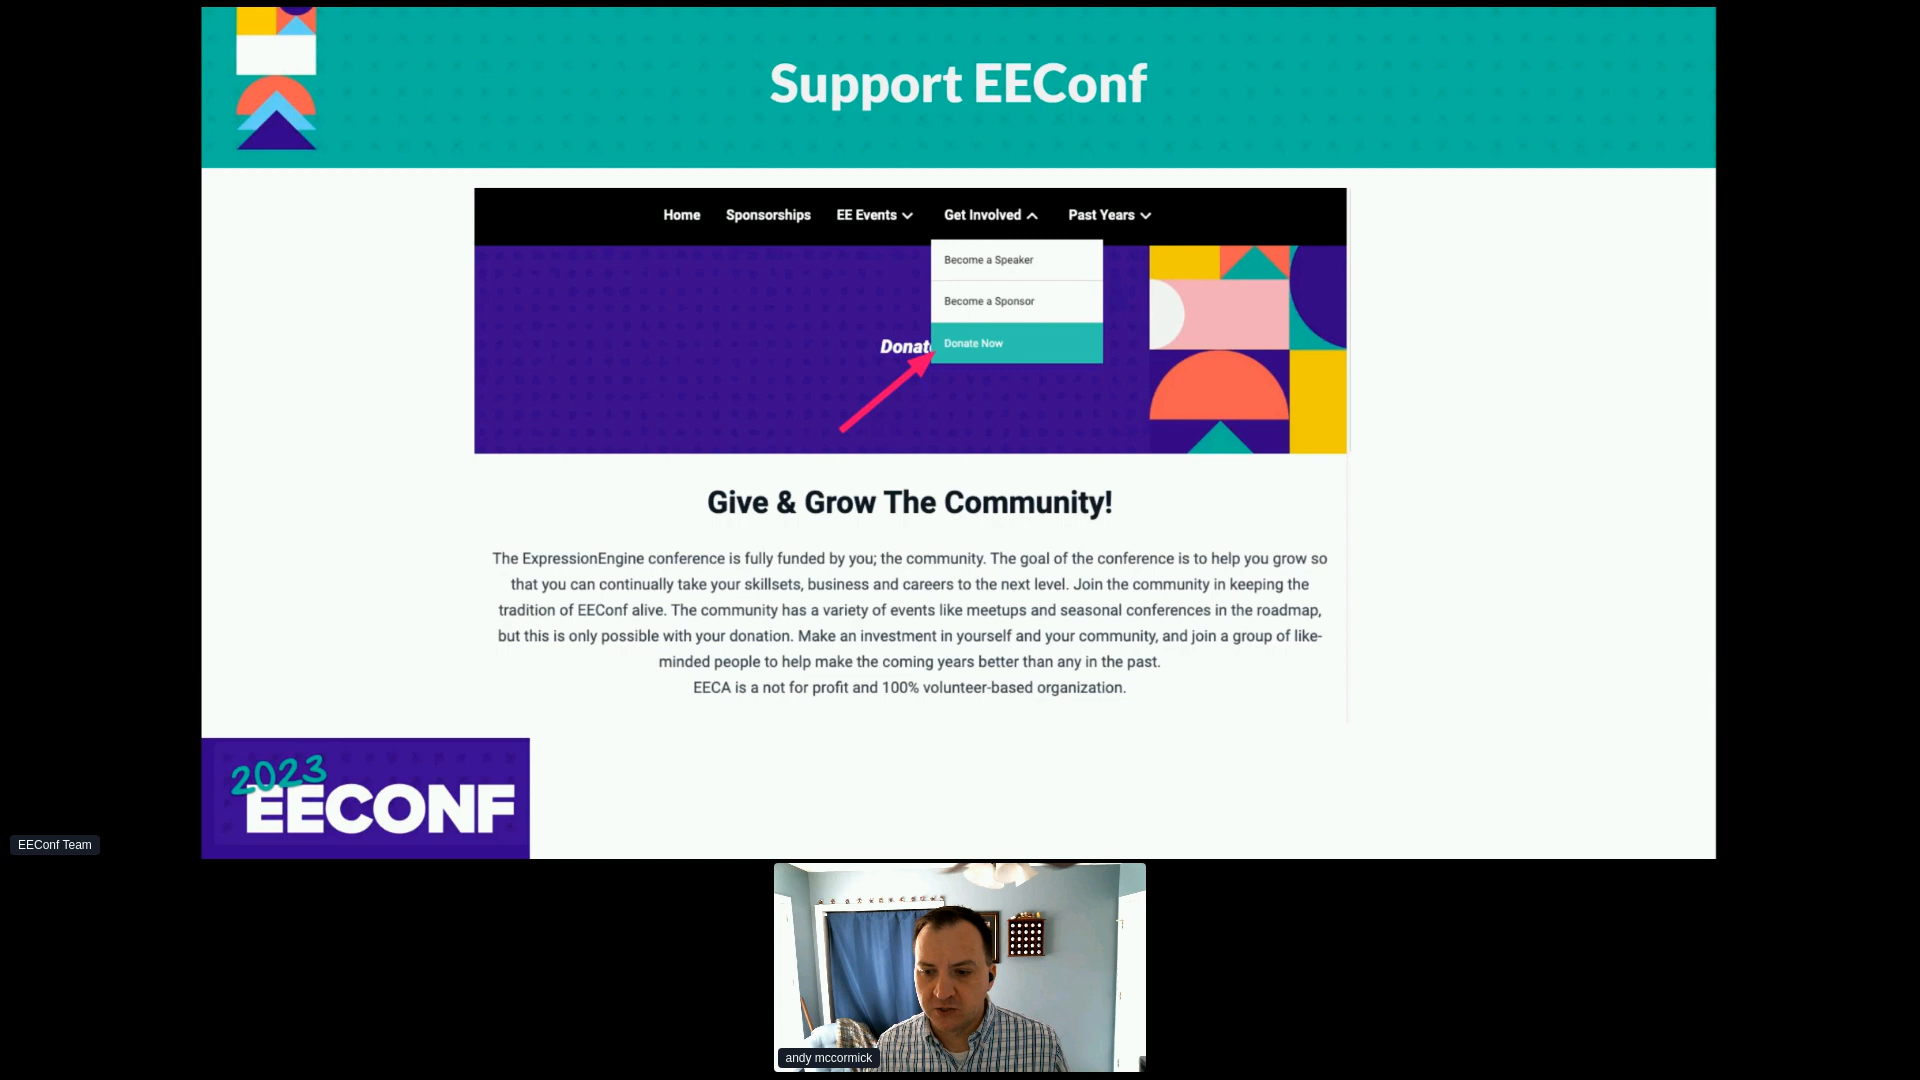 Support EEConf
Home Sponsorships EE Events Get Involved Past Years
Become a Speaker
Become a Sponsor
Donate Now
Donate
Give & Grow The Community!
The ExpressionEngine conference is fully funded by you; the community. The goal of the conference is to help you grow so
that you can continually take your skillsets, business and careers to the next level. Join the community in keeping the
tradition of EEConf alive. The community has a variety of events like meetups and seasonal conferences in the roadmap,
but this is only possible with your donation. Make an investment in yourself and your community, and join a group of like-
minded people to help make the coming years better than any in the past.
EECA is a not for profit and 100% volunteer-based organization.
2023
EECONF
EEConf Team
andy mccormick